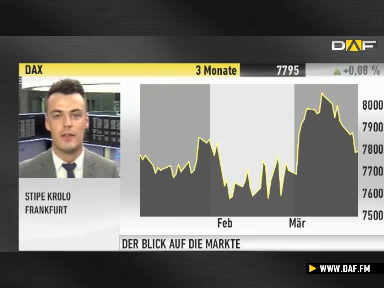 DAF
DAX 3 Monate 7795 +0,08 %
8000
7900
7800
7700
7600
7500
Feb Mär
STIPE KROLO
FRANKFURT
DER BLICK AUF DIE MÄRKTE
WWW.DAF.FM